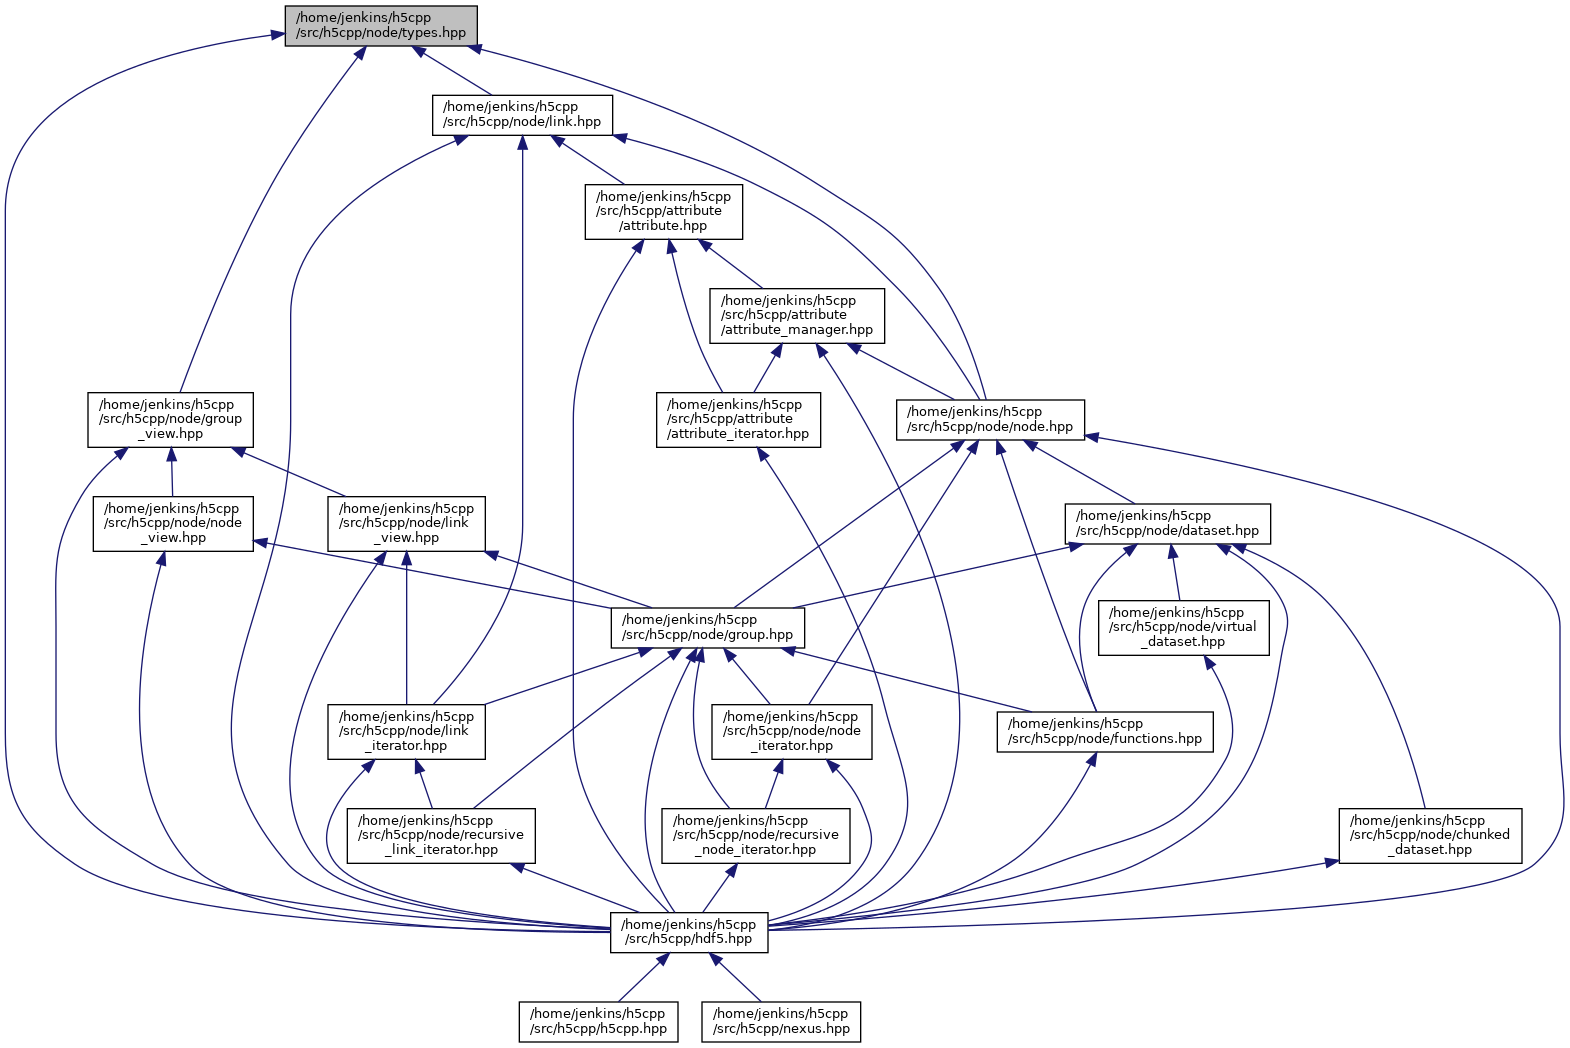 /home/jenkins/h5cpp
/src/h5cpp/node/types.hpp
/home/jenkins/h5cpp
/src/h5cpp/node/link.hpp
/home/jenkins/h5cpp
/src/h5cpp/attribute
/attribute.hpp
/home/jenkins/h5cpp
/src/h5cpp/attribute
/attribute_manager.hpp
/home/jenkins/h5cpp
/src/h5cpp/node/group
_view.hpp
/home/jenkins/h5cpp
/src/h5cpp/attribute
/attribute_iterator.hpp
/home/jenkins/h5cpp
/src/h5cpp/node/node.hpp
/home/jenkins/h5cpp
/src/h5cpp/node/node
_view.hpp
/home/jenkins/h5cpp
/src/h5cpp/node/link
_view.hpp
/home/jenkins/h5cpp
/src/h5cpp/node/dataset.hpp
/home/jenkins/h5cpp
/src/h5cpp/node/group.hpp
/home/jenkins/h5cpp
/src/h5cpp/node/virtual
_dataset.hpp
/home/jenkins/h5cpp
/src/h5cpp/node/link
_iterator.hpp
/home/jenkins/h5cpp
/src/h5cpp/node/node
_iterator.hpp
/home/jenkins/h5cpp
/src/h5cpp/node/functions.hpp
/home/jenkins/h5cpp
/src/h5cpp/node/recursive
_link_iterator.hpp
/home/jenkins/h5cpp
/src/h5cpp/node/recursive
_node_iterator.hpp
/home/jenkins/h5cpp
/src/h5cpp/node/chunked
_dataset.hpp
/home/jenkins/h5cpp
/src/h5cpp/hdf5.hpp
/home/jenkins/h5cpp
/src/h5cpp/h5cpp.hpp
/home/jenkins/h5cpp
/src/h5cpp/nexus.hpp